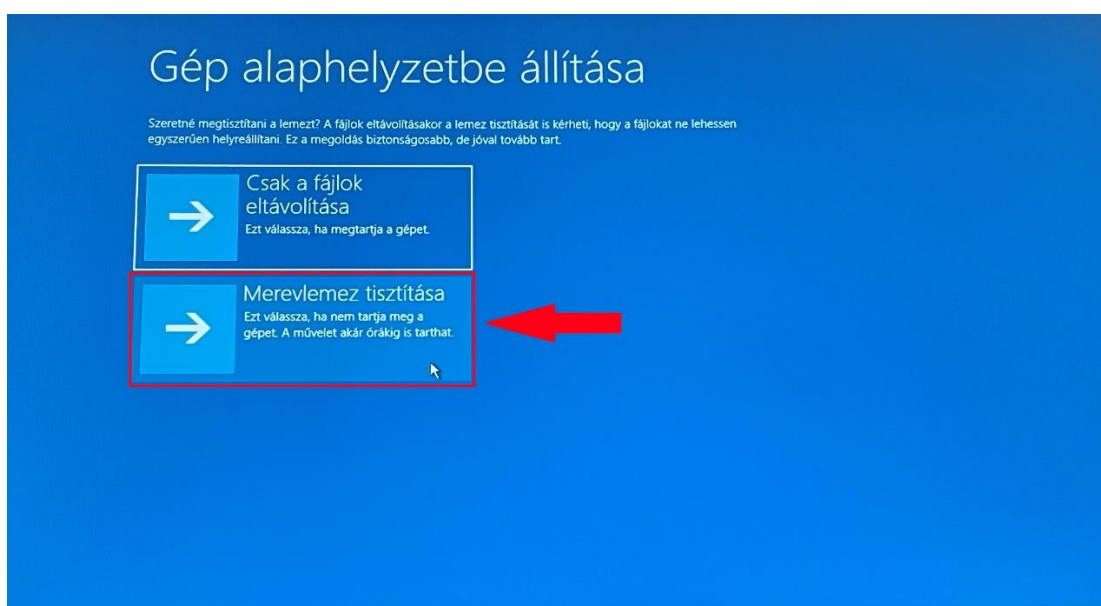 Gép alaphelyzetbe állítása
Szeretné megtisztítani a lemezt? A fájlok eltávolításakor a lemez tisztítását is kérheti, hogy a fájlokat ne lehessen
egyszerűen helyreállítani. Ez a megoldás biztonságosabb, de jóval tovább tart.
Csak a fájlok
eltávolítása
Ezt válassza, ha megtartja a gépet.
Merevlemez tisztítása
Ezt válassza, ha nem tartja meg a
gépet. A művelet akár órákig is tarthat.